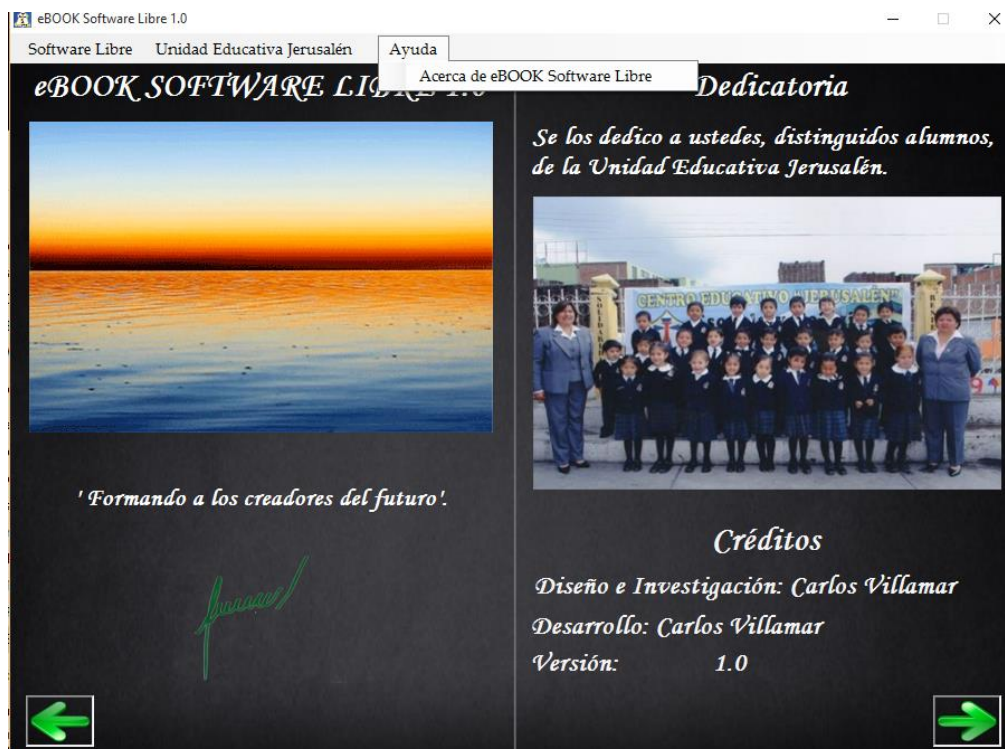 eBOOK Software Libre 1.0
Software Libre Unidad Educativa Jerusalén Ayuda
Acerca de eBOOK Software Libre
eBOOK SOFTWARE LIBRE 1.0
' Formando a los creadores del futuro'.
Dedicatoria
Se los dedico a ustedes, distinguidos alumnos,
de la Unidad Educativa Jerusalén.
CENTRO EDUCATIVO "JERUSALÉN"
Créditos
Diseño e Investigación: Carlos Villamar
Desarrollo: Carlos Villamar
Versión: 1.0